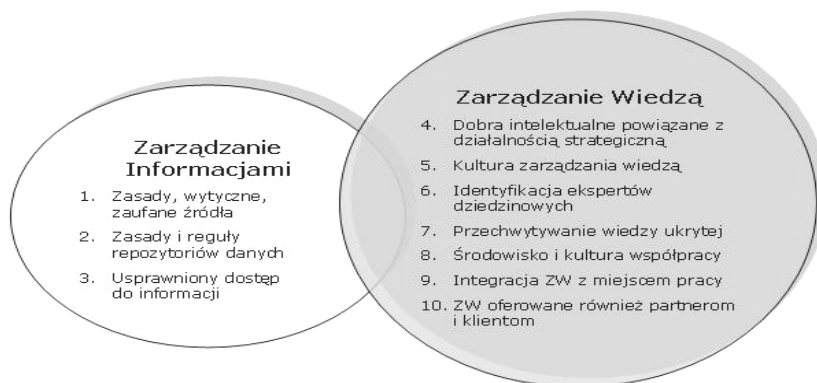 Zarządzanie
Informacjami
1. Zasady, wytyczne,
zaufane źródła
2. Zasady i reguły
repozytoriów danych
3. Usprawniony dostęp
do informacji
Zarządzanie Wiedzą
4. Dobra intelektualne powiązane z
działalnością strategiczną
5. Kultura zarządzania wiedzą
6. Identyfikacja ekspertów
dziedzinowych
7. Przechwytywanie wiedzy ukrytej
8. Środowisko i kultura współpracy
9. Integracja ZW z miejscem pracy
10. ZW oferowane również partnerom
i klientom